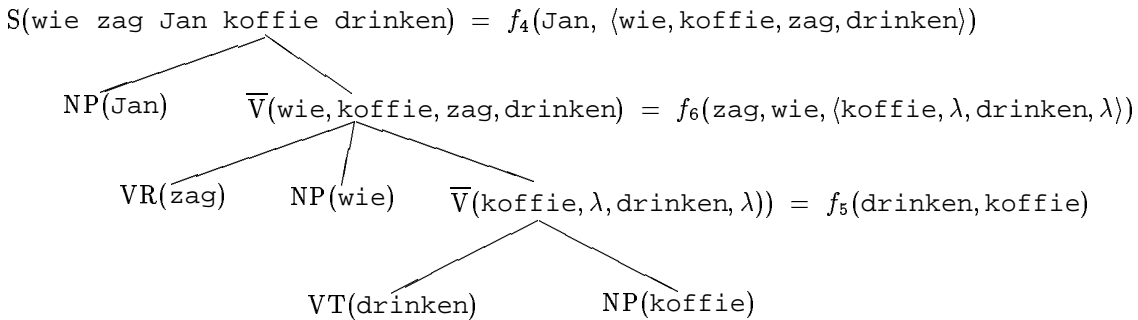 S(wie zag Jan koffie drinken) = f₄(Jan, ⟨wie,koffie,zag,drinken⟩)
NP(Jan) V̅(wie,koffie,zag,drinken) = f₆(zag,wie,⟨koffie,λ,drinken,λ⟩)
VR(zag) NP(wie) V̅(koffie,λ,drinken,λ)) = f₅(drinken,koffie)
VT(drinken) NP(koffie)